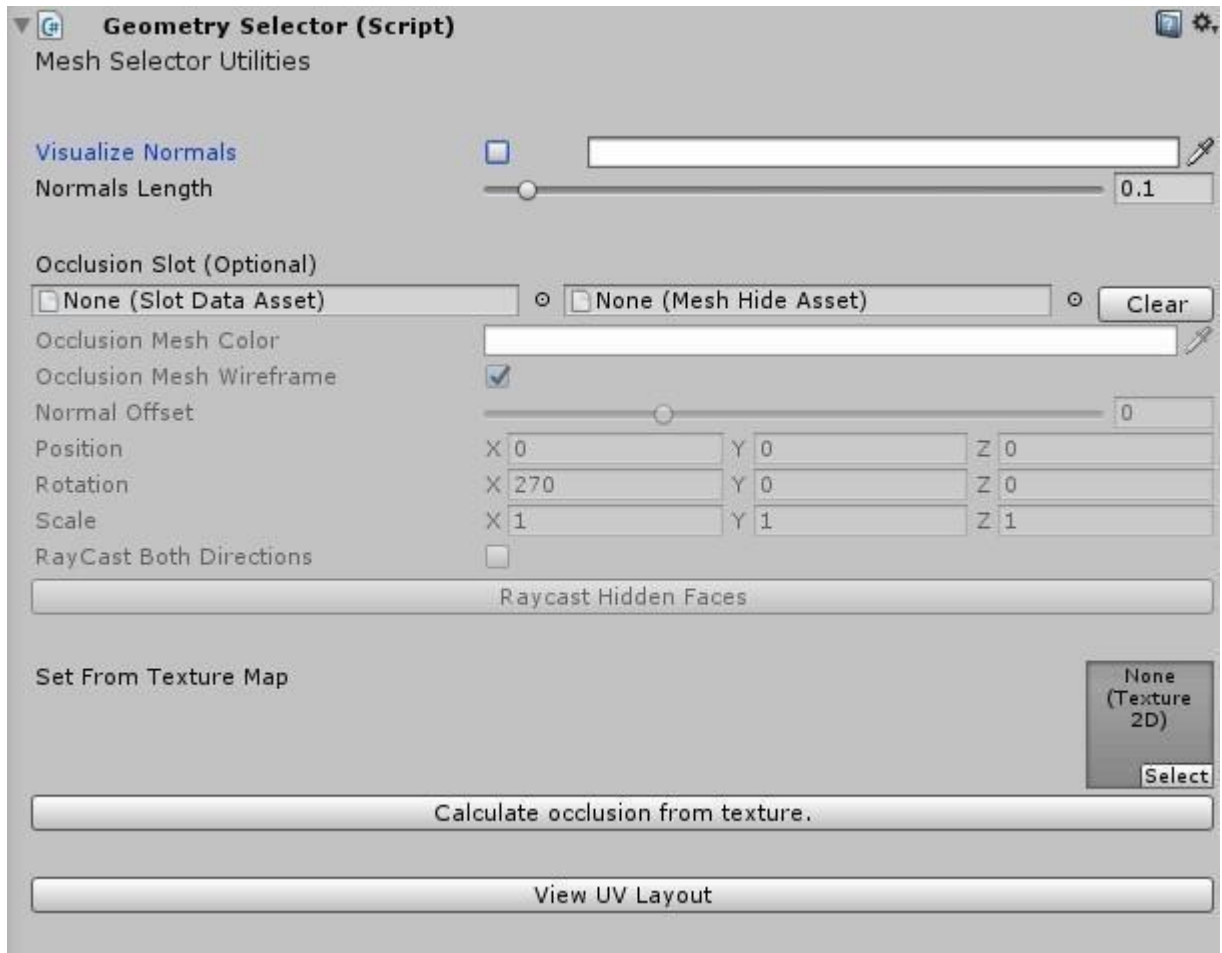 Geometry Selector (Script)
Mesh Selector Utilities
Visualize Normals
Normals Length 0.1
Occlusion Slot (Optional)
None (Slot Data Asset) None (Mesh Hide Asset) Clear
Occlusion Mesh Color
Occlusion Mesh Wireframe
Normal Offset 0
Position X 0 Y 0 Z 0
Rotation X 270 Y 0 Z 0
Scale X 1 Y 1 Z 1
RayCast Both Directions
Raycast Hidden Faces
Set From Texture Map
None
(Texture
2D)
Select
Calculate occlusion from texture.
View UV Layout